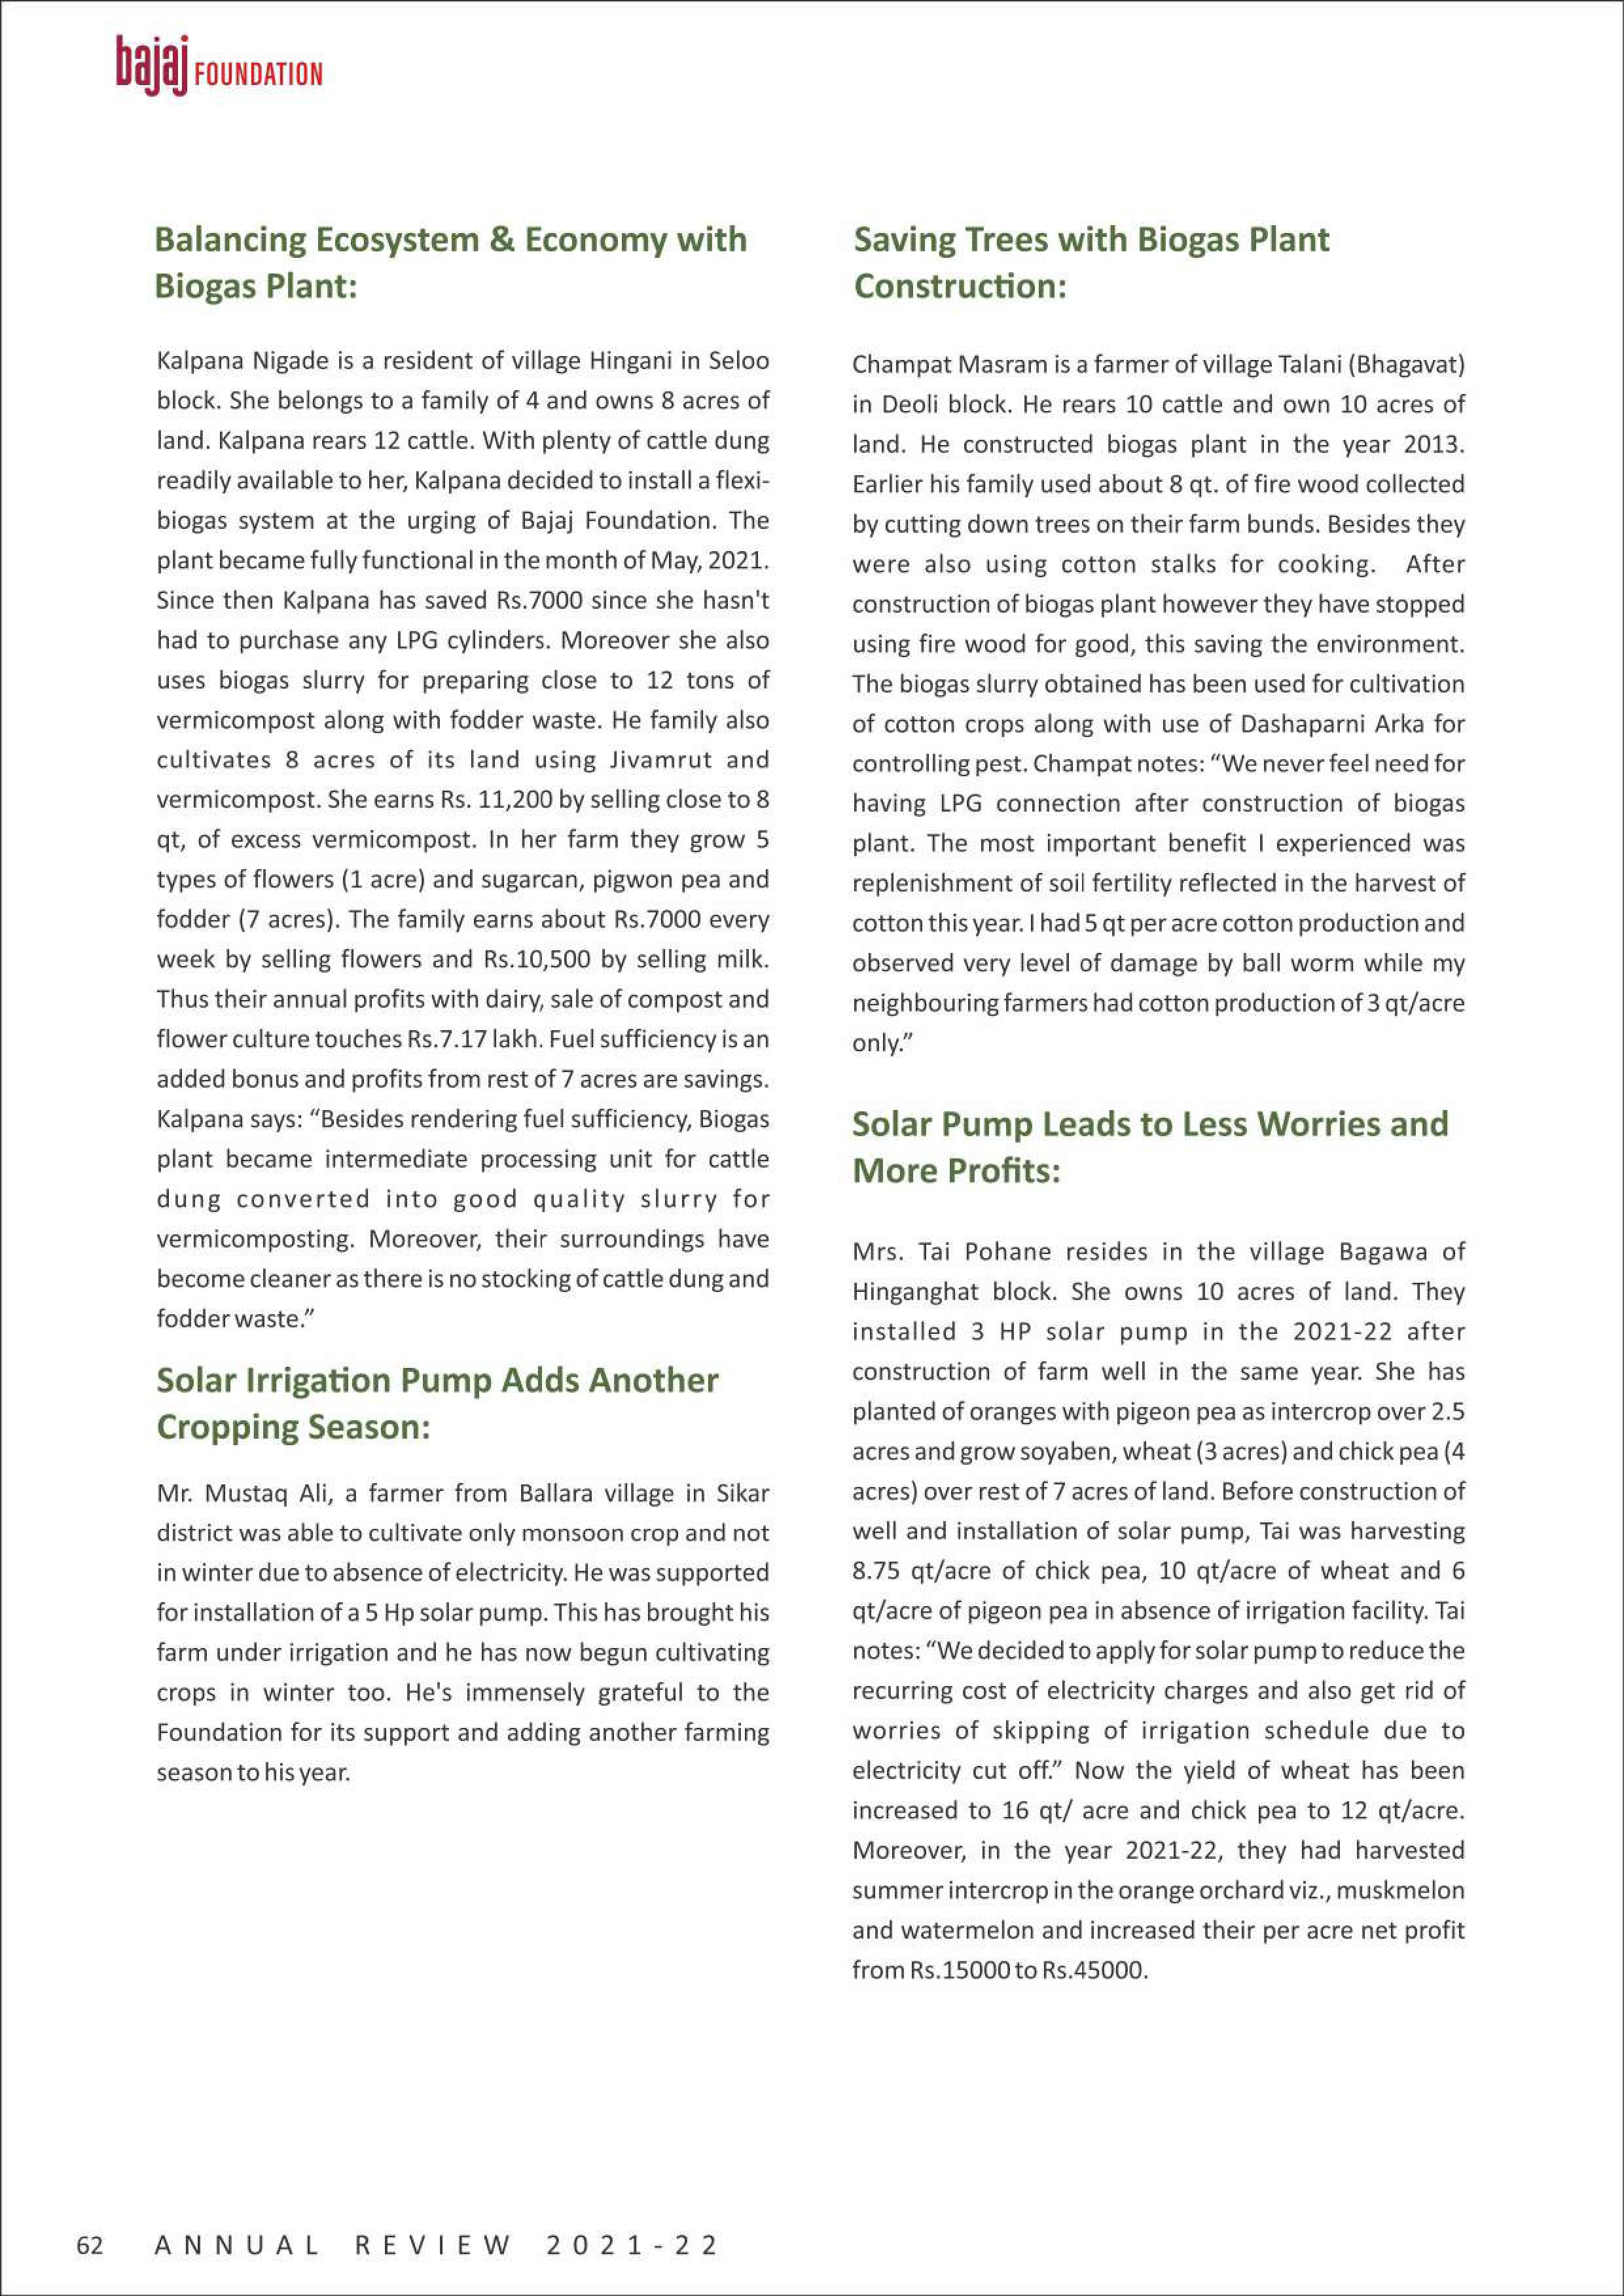 bajaj FOUNDATION
Balancing Ecosystem & Economy with
Biogas Plant:
Kalpana Nigade is a resident of village Hingani in Seloo
block. She belongs to a family of 4 and owns 8 acres of
land. Kalpana rears 12 cattle. With plenty of cattle dung
readily available to her, Kalpana decided to install a flexi-
biogas system at the urging of Bajaj Foundation. The
plant became fully functional in the month of May, 2021.
Since then Kalpana has saved Rs.7000 since she hasn't
had to purchase any LPG cylinders. Moreover she also
uses biogas slurry for preparing close to 12 tons of
vermicompost along with fodder waste. He family also
cultivates 8 acres of its land using Jivamrut and
vermicompost. She earns Rs. 11,200 by selling close to 8
qt, of excess vermicompost. In her farm they grow 5
types of flowers (1 acre) and sugarcan, pigwon pea and
fodder (7 acres). The family earns about Rs.7000 every
week by selling flowers and Rs.10,500 by selling milk.
Thus their annual profits with dairy, sale of compost and
flower culture touches Rs.7.17 lakh. Fuel sufficiency is an
added bonus and profits from rest of 7 acres are savings.
Kalpana says: “Besides rendering fuel sufficiency, Biogas
plant became intermediate processing unit for cattle
dung converted into good quality slurry for
vermicomposting. Moreover, their surroundings have
become cleaner as there is no stocking of cattle dung and
fodder waste.”
Solar Irrigation Pump Adds Another
Cropping Season:
Mr. Mustaq Ali, a farmer from Ballara village in Sikar
district was able to cultivate only monsoon crop and not
in winter due to absence of electricity. He was supported
for installation of a 5 Hp solar pump. This has brought his
farm under irrigation and he has now begun cultivating
crops in winter too. He's immensely grateful to the
Foundation for its support and adding another farming
season to his year.
Saving Trees with Biogas Plant
Construction:
Champat Masram is a farmer of village Talani (Bhagavat)
in Deoli block. He rears 10 cattle and own 10 acres of
land. He constructed biogas plant in the year 2013.
Earlier his family used about 8 qt. of fire wood collected
by cutting down trees on their farm bunds. Besides they
were also using cotton stalks for cooking. After
construction of biogas plant however they have stopped
using fire wood for good, this saving the environment.
The biogas slurry obtained has been used for cultivation
of cotton crops along with use of Dashaparni Arka for
controlling pest. Champat notes: “We never feel need for
having LPG connection after construction of biogas
plant. The most important benefit I experienced was
replenishment of soil fertility reflected in the harvest of
cotton this year. I had 5 qt per acre cotton production and
observed very level of damage by ball worm while my
neighbouring farmers had cotton production of 3 qt/acre
only.”
Solar Pump Leads to Less Worries and
More Profits:
Mrs. Tai Pohane resides in the village Bagawa of
Hinganghat block. She owns 10 acres of land. They
installed 3 HP solar pump in the 2021-22 after
construction of farm well in the same year. She has
planted of oranges with pigeon pea as intercrop over 2.5
acres and grow soyaben, wheat (3 acres) and chick pea (4
acres) over rest of 7 acres of land. Before construction of
well and installation of solar pump, Tai was harvesting
8.75 qt/acre of chick pea, 10 qt/acre of wheat and 6
qt/acre of pigeon pea in absence of irrigation facility. Tai
notes: “We decided to apply for solar pump to reduce the
recurring cost of electricity charges and also get rid of
worries of skipping of irrigation schedule due to
electricity cut off.” Now the yield of wheat has been
increased to 16 qt/ acre and chick pea to 12 qt/acre.
Moreover, in the year 2021-22, they had harvested
summer intercrop in the orange orchard viz., muskmelon
and watermelon and increased their per acre net profit
from Rs.15000 to Rs.45000.
62 ANNUAL REVIEW 2021-22